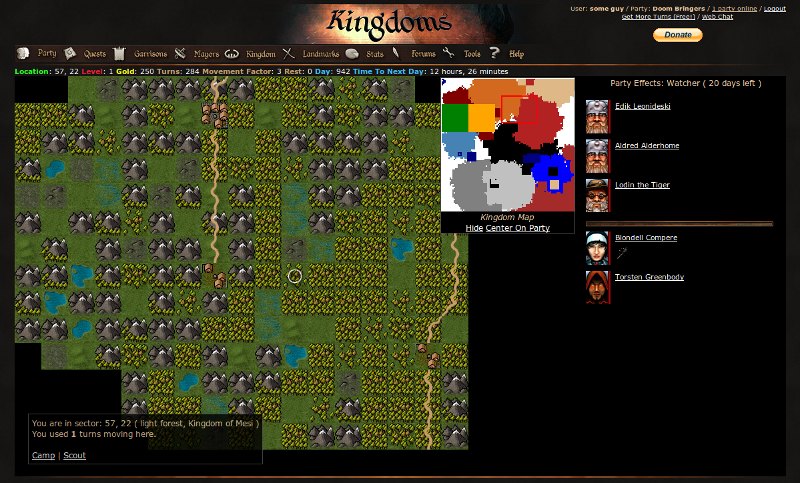 Kingdoms
User: some guy / Party: Doom Bringers / 1 party online / Logout
Get More Turns (Free!) / Web Chat
Donate
Party Quests Garrisons Mayors Kingdom Landmarks Stats Forums Tools Help
Location: 57, 22 Level: 1 Gold: 250 Turns: 284 Movement Factor: 3 Rest: 0 Day: 942 Time To Next Day: 12 hours, 26 minutes
Party Effects: Watcher ( 20 days left )
Edik Leonideski
Aldred Alderhome
Lodin the Tiger
Blondell Compere
Torsten Greenbody
Kingdom Map
Hide Center On Party
You are in sector: 57, 22 ( light forest, Kingdom of Mesi )
You used 1 turns moving here.
Camp | Scout